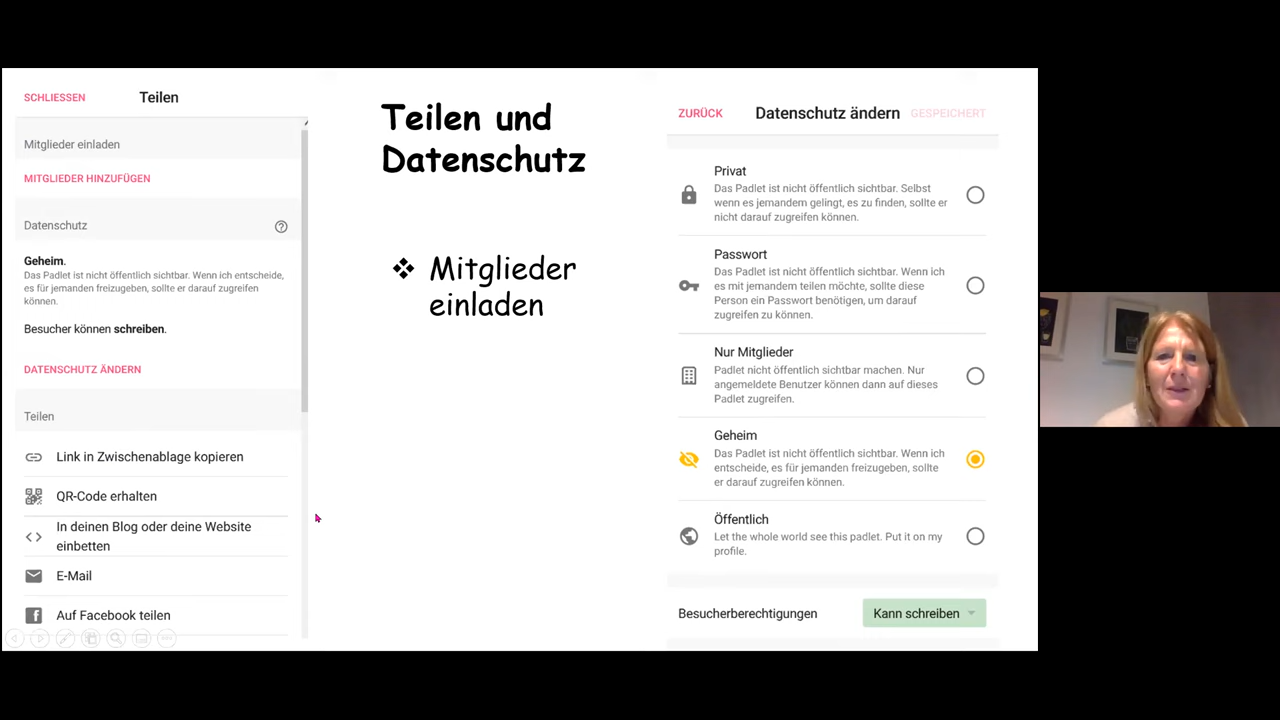 SCHLIESSEN Teilen
Mitglieder einladen
MITGLIEDER HINZUFÜGEN
Datenschutz
Geheim.
Das Padlet ist nicht öffentlich sichtbar. Wenn ich entscheide,
es für jemanden freizugeben, sollte er darauf zugreifen
können.
Besucher können schreiben.
DATENSCHUTZ ÄNDERN
Teilen
Link in Zwischenablage kopieren
QR-Code erhalten
In deinen Blog oder deine Website
einbetten
E-Mail
Auf Facebook teilen
Teilen und
Datenschutz
❖ Mitglieder
einladen
ZURÜCK Datenschutz ändern GESPEICHERT
Privat
Das Padlet ist nicht öffentlich sichtbar. Selbst
wenn es jemandem gelingt, es zu finden, sollte er
nicht darauf zugreifen können.
Passwort
Das Padlet ist nicht öffentlich sichtbar. Wenn ich
es mit jemandem teilen möchte, sollte diese
Person ein Passwort benötigen, um darauf
zugreifen zu können.
Nur Mitglieder
Padlet nicht öffentlich sichtbar machen. Nur
angemeldete Benutzer können dann auf dieses
Padlet zugreifen.
Geheim
Das Padlet ist nicht öffentlich sichtbar. Wenn ich
entscheide, es für jemanden freizugeben, sollte
er darauf zugreifen können.
Öffentlich
Let the whole world see this padlet. Put it on my
profile.
Besucherberechtigungen Kann schreiben